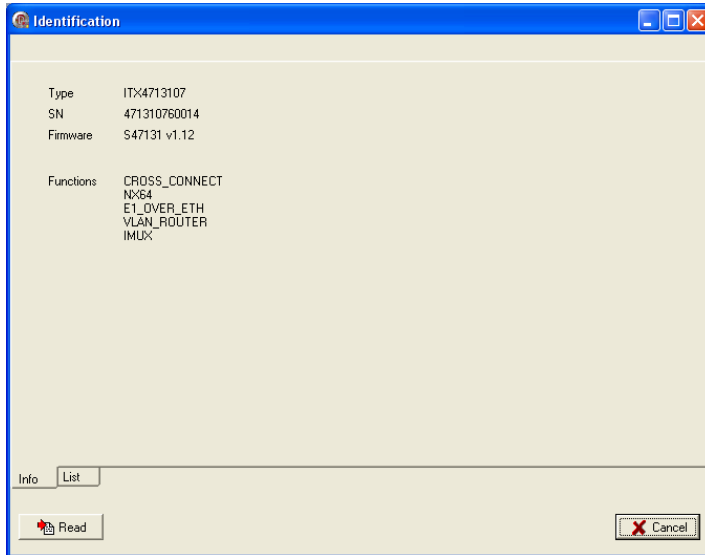 Identification
Type ITX4713107
SN 471310760014
Firmware S47131 v1.12
Functions CROSS_CONNECT
NX64
E1_OVER_ETH
VLAN_ROUTER
IMUX
Info List
Read Cancel